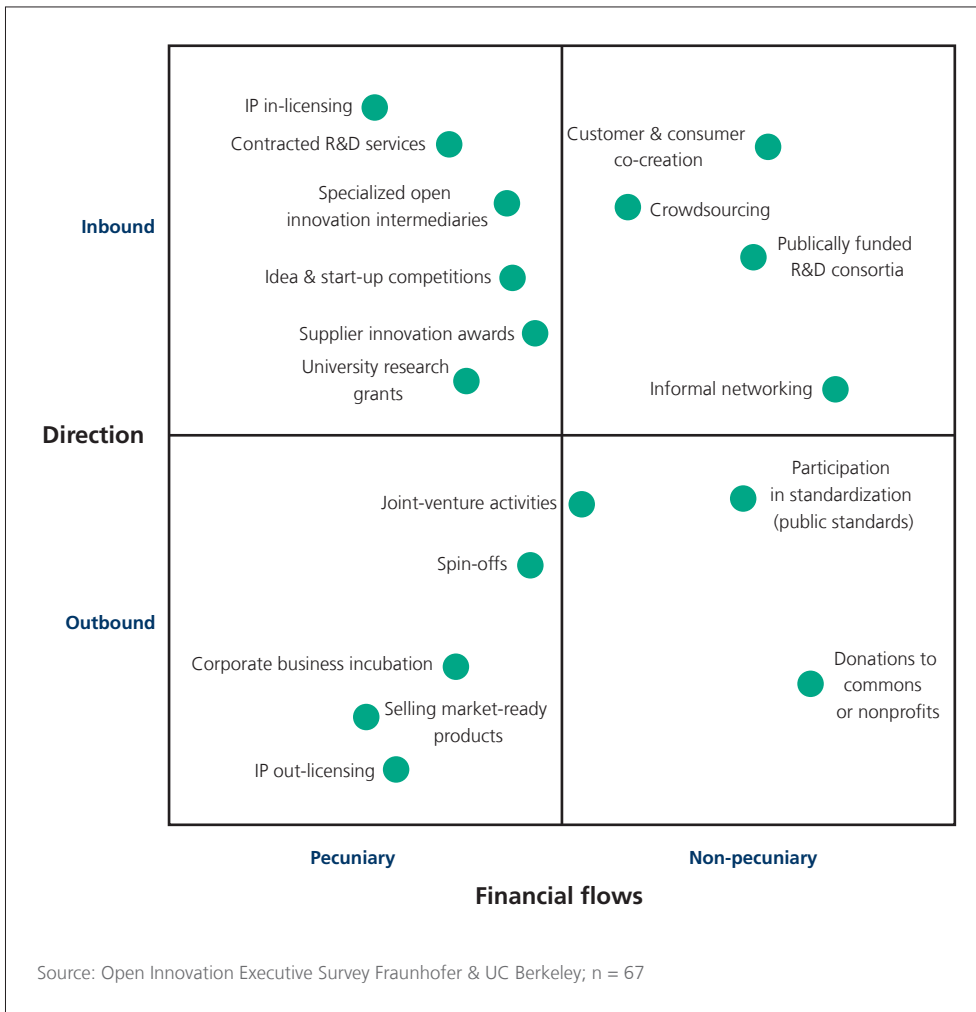 IP in-licensing
Contracted R&D services
Specialized open
innovation intermediaries
Idea & start-up competitions
Supplier innovation awards
University research
grants
Customer & consumer
co-creation
Crowdsourcing
Publically funded
R&D consortia
Informal networking
Inbound
Direction
Outbound
Joint-venture activities
Spin-offs
Corporate business incubation
Selling market-ready
products
IP out-licensing
Participation
in standardization
(public standards)
Donations to
commons
or nonprofits
Pecuniary
Non-pecuniary
Financial flows
Source: Open Innovation Executive Survey Fraunhofer & UC Berkeley; n = 67